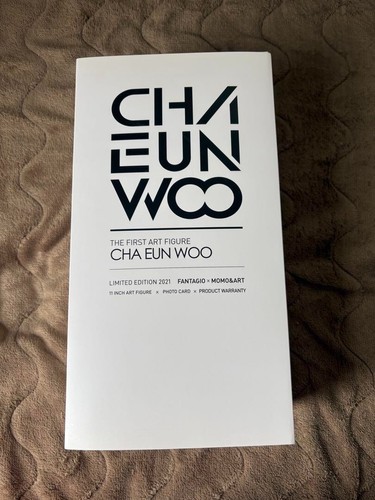 CHA
EUN
WOO
THE FIRST ART FIGURE
CHA EUN WOO
LIMITED EDITION 2021 FANTAGIO × MOMO&ART
11 INCH ART FIGURE × PHOTO CARD × PRODUCT WARRANTY